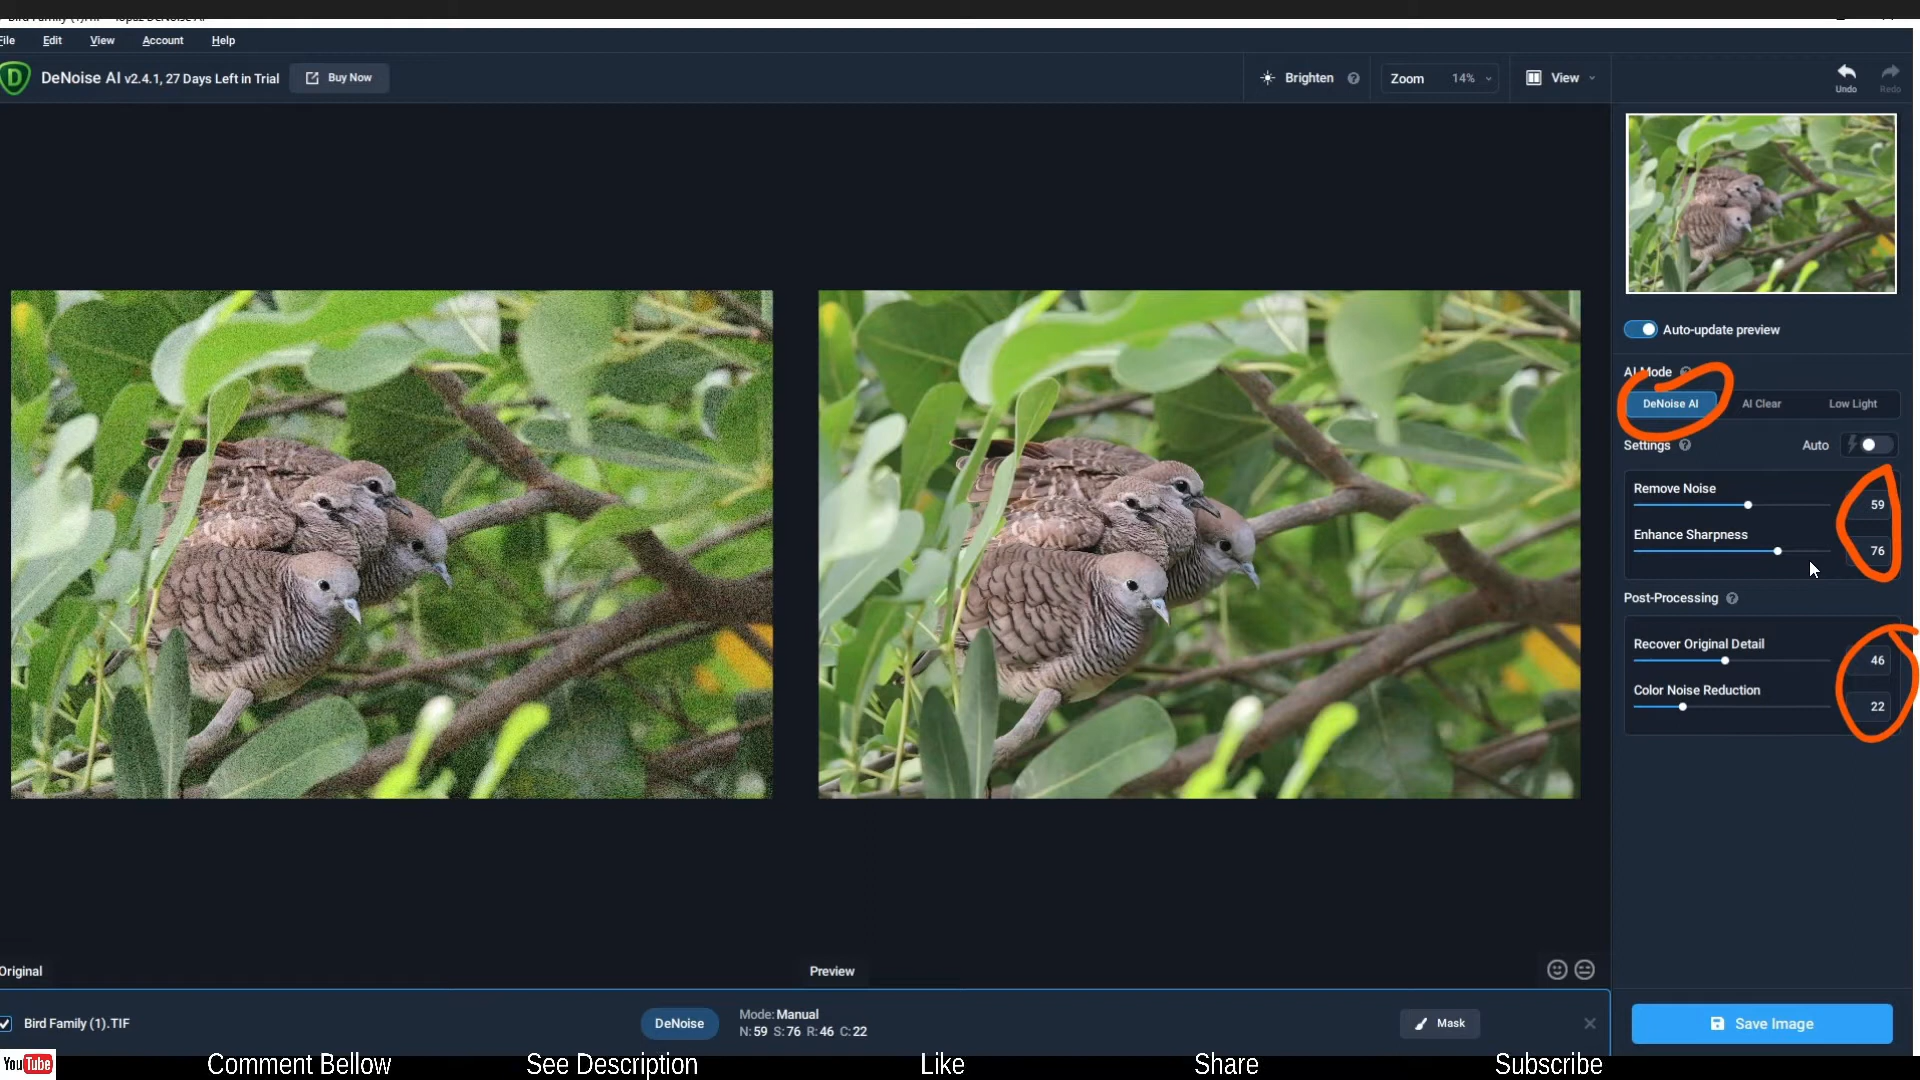 File Edit View Account Help
DeNoise AI v2.4.1, 27 Days Left in Trial Buy Now Brighten Zoom 14% View Undo Redo
Auto-update preview
AI Mode
DeNoise AI AI Clear Low Light
Settings Auto
Remove Noise
59
Enhance Sharpness
76
Post-Processing
Recover Original Detail
46
Color Noise Reduction
22
Original Preview
Bird Family (1).TIF DeNoise Mode: Manual Mask Save Image
N: 59 S: 76 R: 46 C: 22
YouTube Comment Bellow See Description Like Share Subscribe